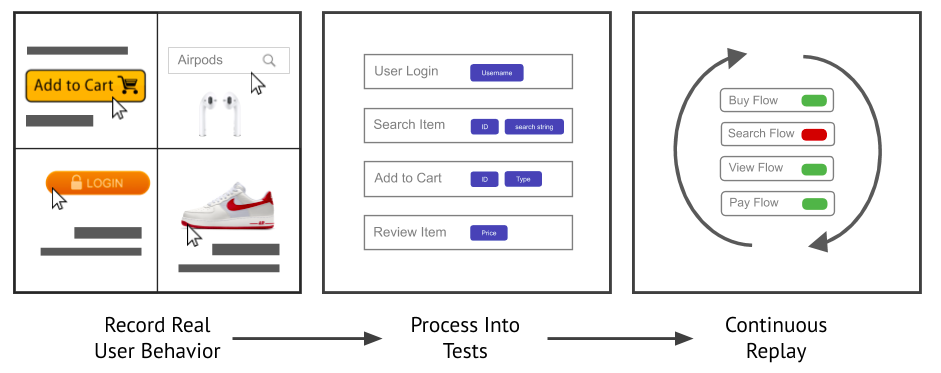 Add to Cart
Airpods
LOGIN
User Login Username
Search Item ID search string
Add to Cart ID Type
Review Item Price
Buy Flow
Search Flow
View Flow
Pay Flow
Record Real
User Behavior
Process Into
Tests
Continuous
Replay